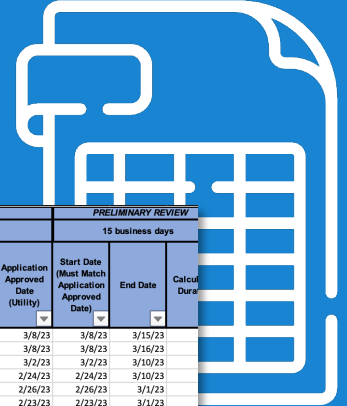 PRELIMINARY REVIEW
15 business days
Application
Approved
Date
(Utility)
Start Date
(Must Match
Application
Approved
Date)
End Date
3/8/23 3/8/23 3/15/23
3/8/23 3/8/23 3/16/23
3/2/23 3/2/23 3/10/23
2/24/23 2/24/23 3/10/23
2/26/23 2/26/23 3/1/23
2/23/23 2/23/23 3/1/23